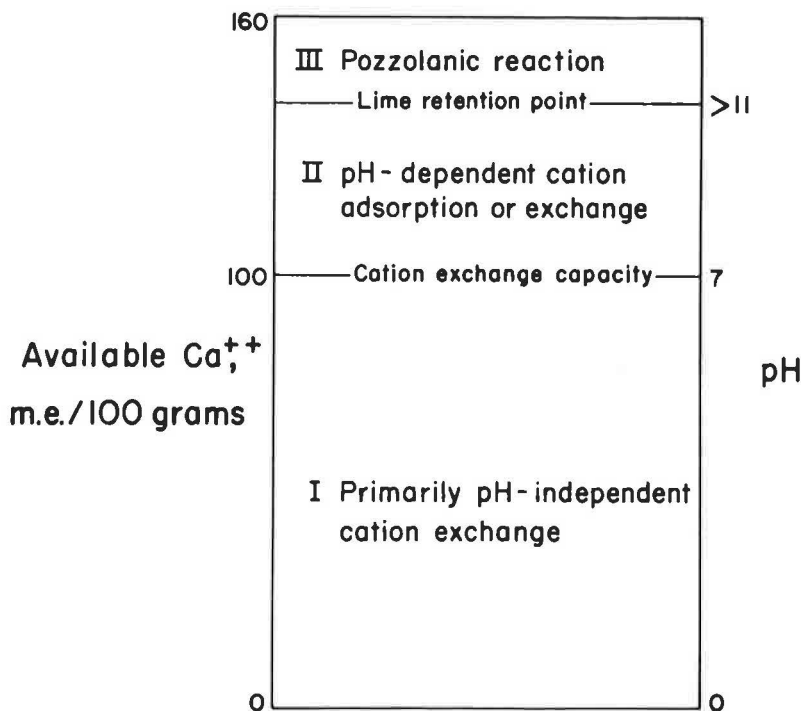 160
III Pozzolanic reaction
Lime retention point
>11
II pH-dependent cation
adsorption or exchange
100
Cation exchange capacity
7
Available Ca++,
m.e./100 grams
pH
I Primarily pH-independent
cation exchange
0
0